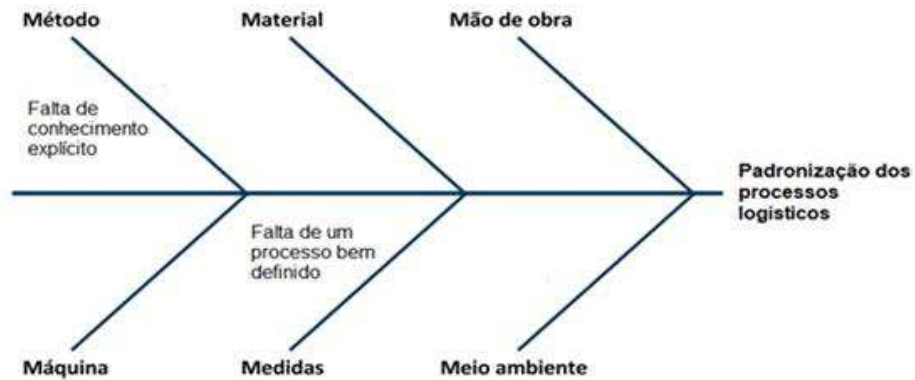 Método
Material
Mão de obra
Falta de
conhecimento
explícito
Padronização dos
processos
logísticos
Falta de um
processo bem
definido
Máquina
Medidas
Meio ambiente